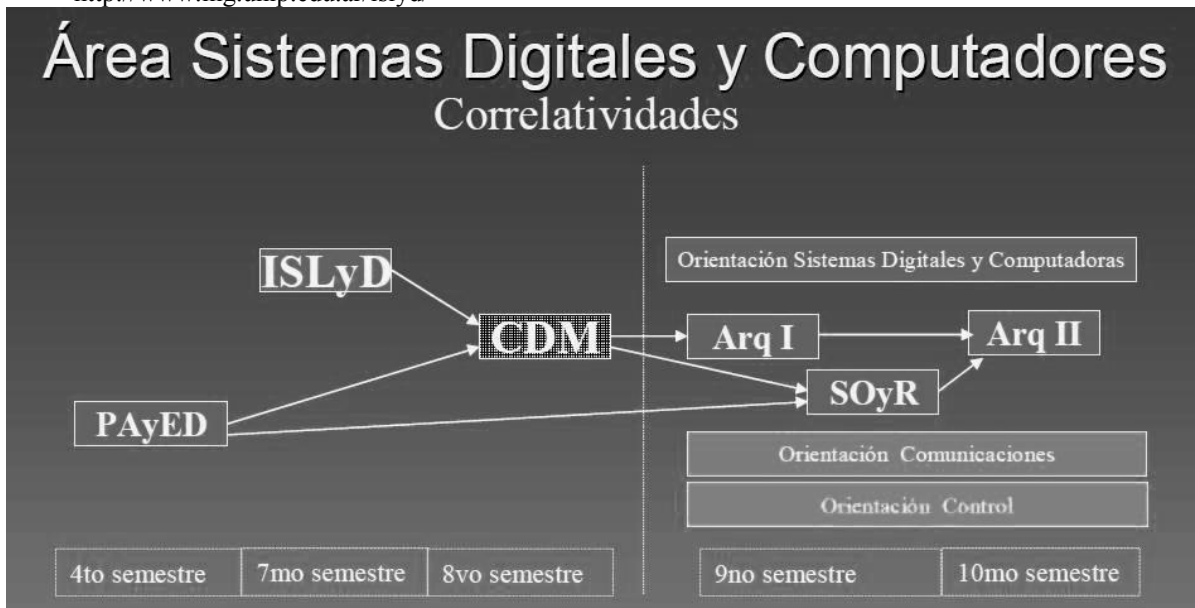 Área Sistemas Digitales y Computadores
Correlatividades
ISLyD
Orientación Sistemas Digitales y Computadoras
CDM
Arq I
Arq II
SOyR
PAyED
Orientación Comunicaciones
Orientación Control
4to semestre
7mo semestre
8vo semestre
9no semestre
10mo semestre